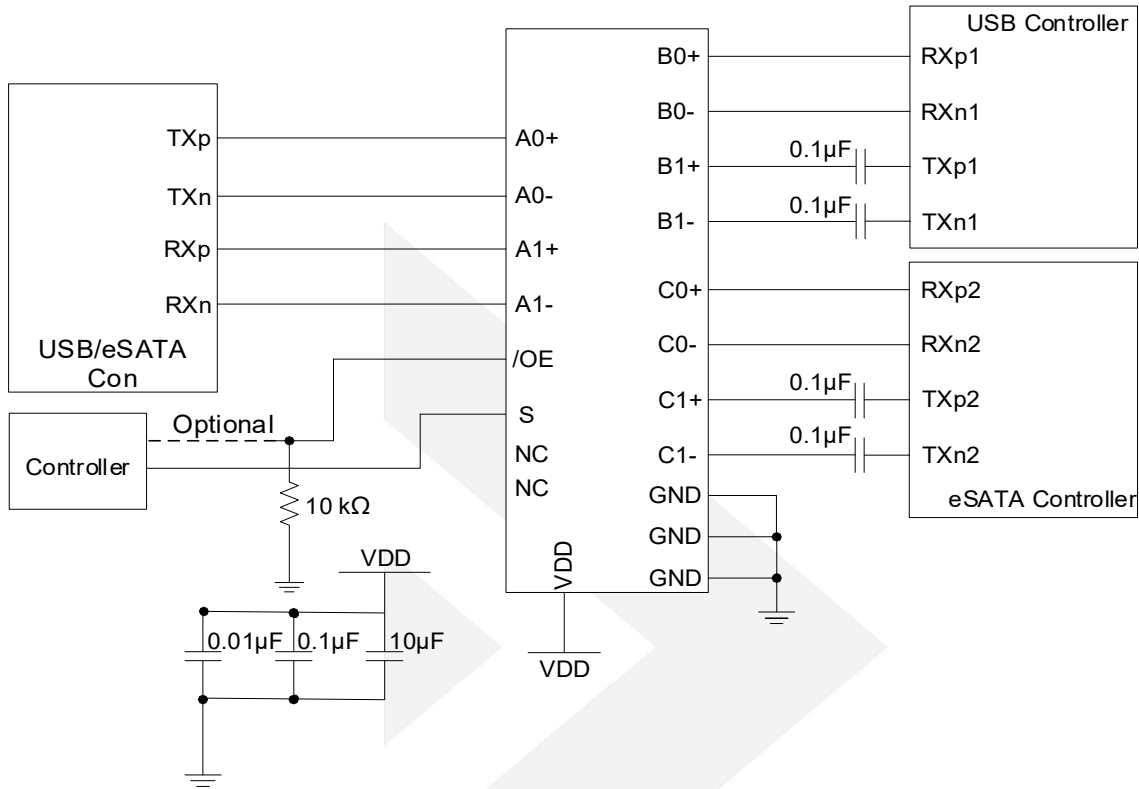 USB Controller
B0+
RXp1
B0-
RXn1
TXp
A0+
0.1µF
B1+
TXp1
TXn
A0-
0.1µF
B1-
TXn1
RXp
A1+
C0+
RXp2
RXn
A1-
C0-
RXn2
USB/eSATA
Con
/OE
0.1µF
C1+
TXp2
Optional
S
0.1µF
C1-
TXn2
Controller
NC
NC
GND
eSATA Controller
10 kΩ
GND
VDD
VDD
GND
0.01µF
0.1µF
10µF
VDD